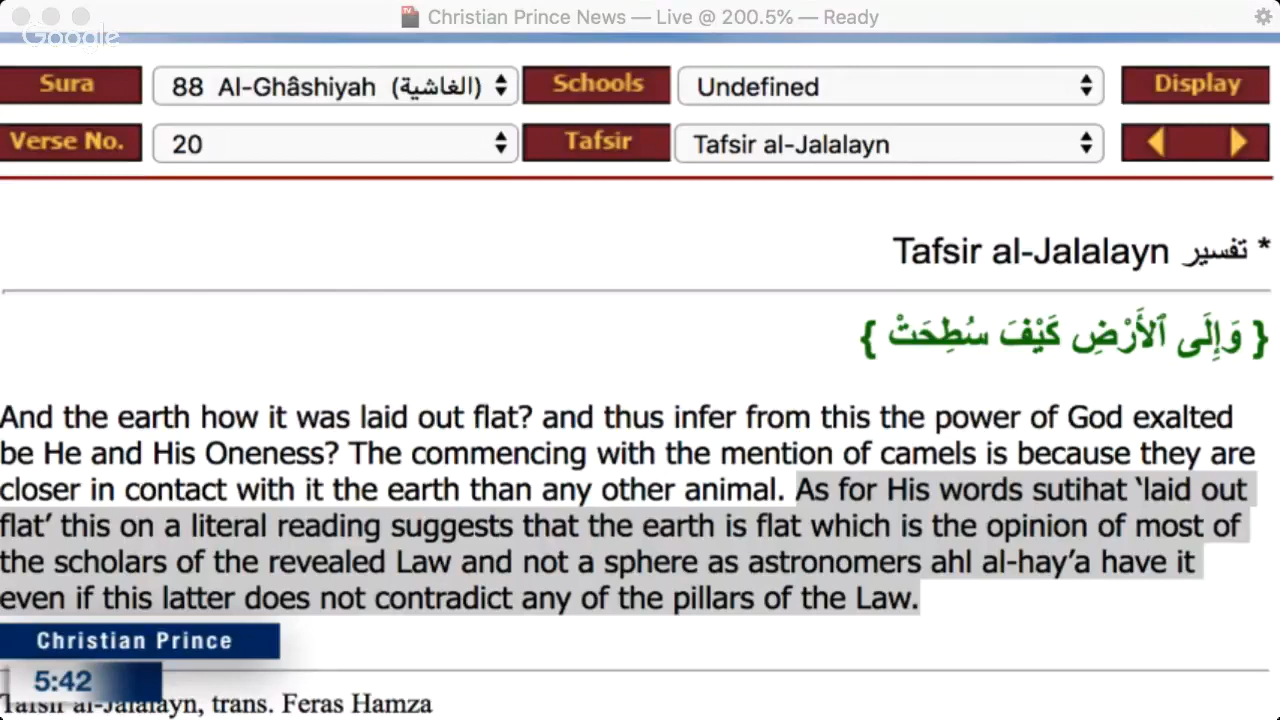 Christian Prince News — Live @ 200.5% — Ready
Google
Sura 88 Al-Ghâshiyah (الغاشية) Schools Undefined Display
Verse No. 20 Tafsir Tafsir al-Jalalayn
* تفسير Tafsir al-Jalalayn
{ وَإِلَى ٱلأَرْضِ كَيْفَ سُطِحَتْ }
And the earth how it was laid out flat? and thus infer from this the power of God exalted
be He and His Oneness? The commencing with the mention of camels is because they are
closer in contact with it the earth than any other animal. As for His words sutihat ‘laid out
flat’ this on a literal reading suggests that the earth is flat which is the opinion of most of
the scholars of the revealed Law and not a sphere as astronomers ahl al-hay’a have it
even if this latter does not contradict any of the pillars of the Law.
Christian Prince
5:42
Tafsir al-Jalalayn, trans. Feras Hamza